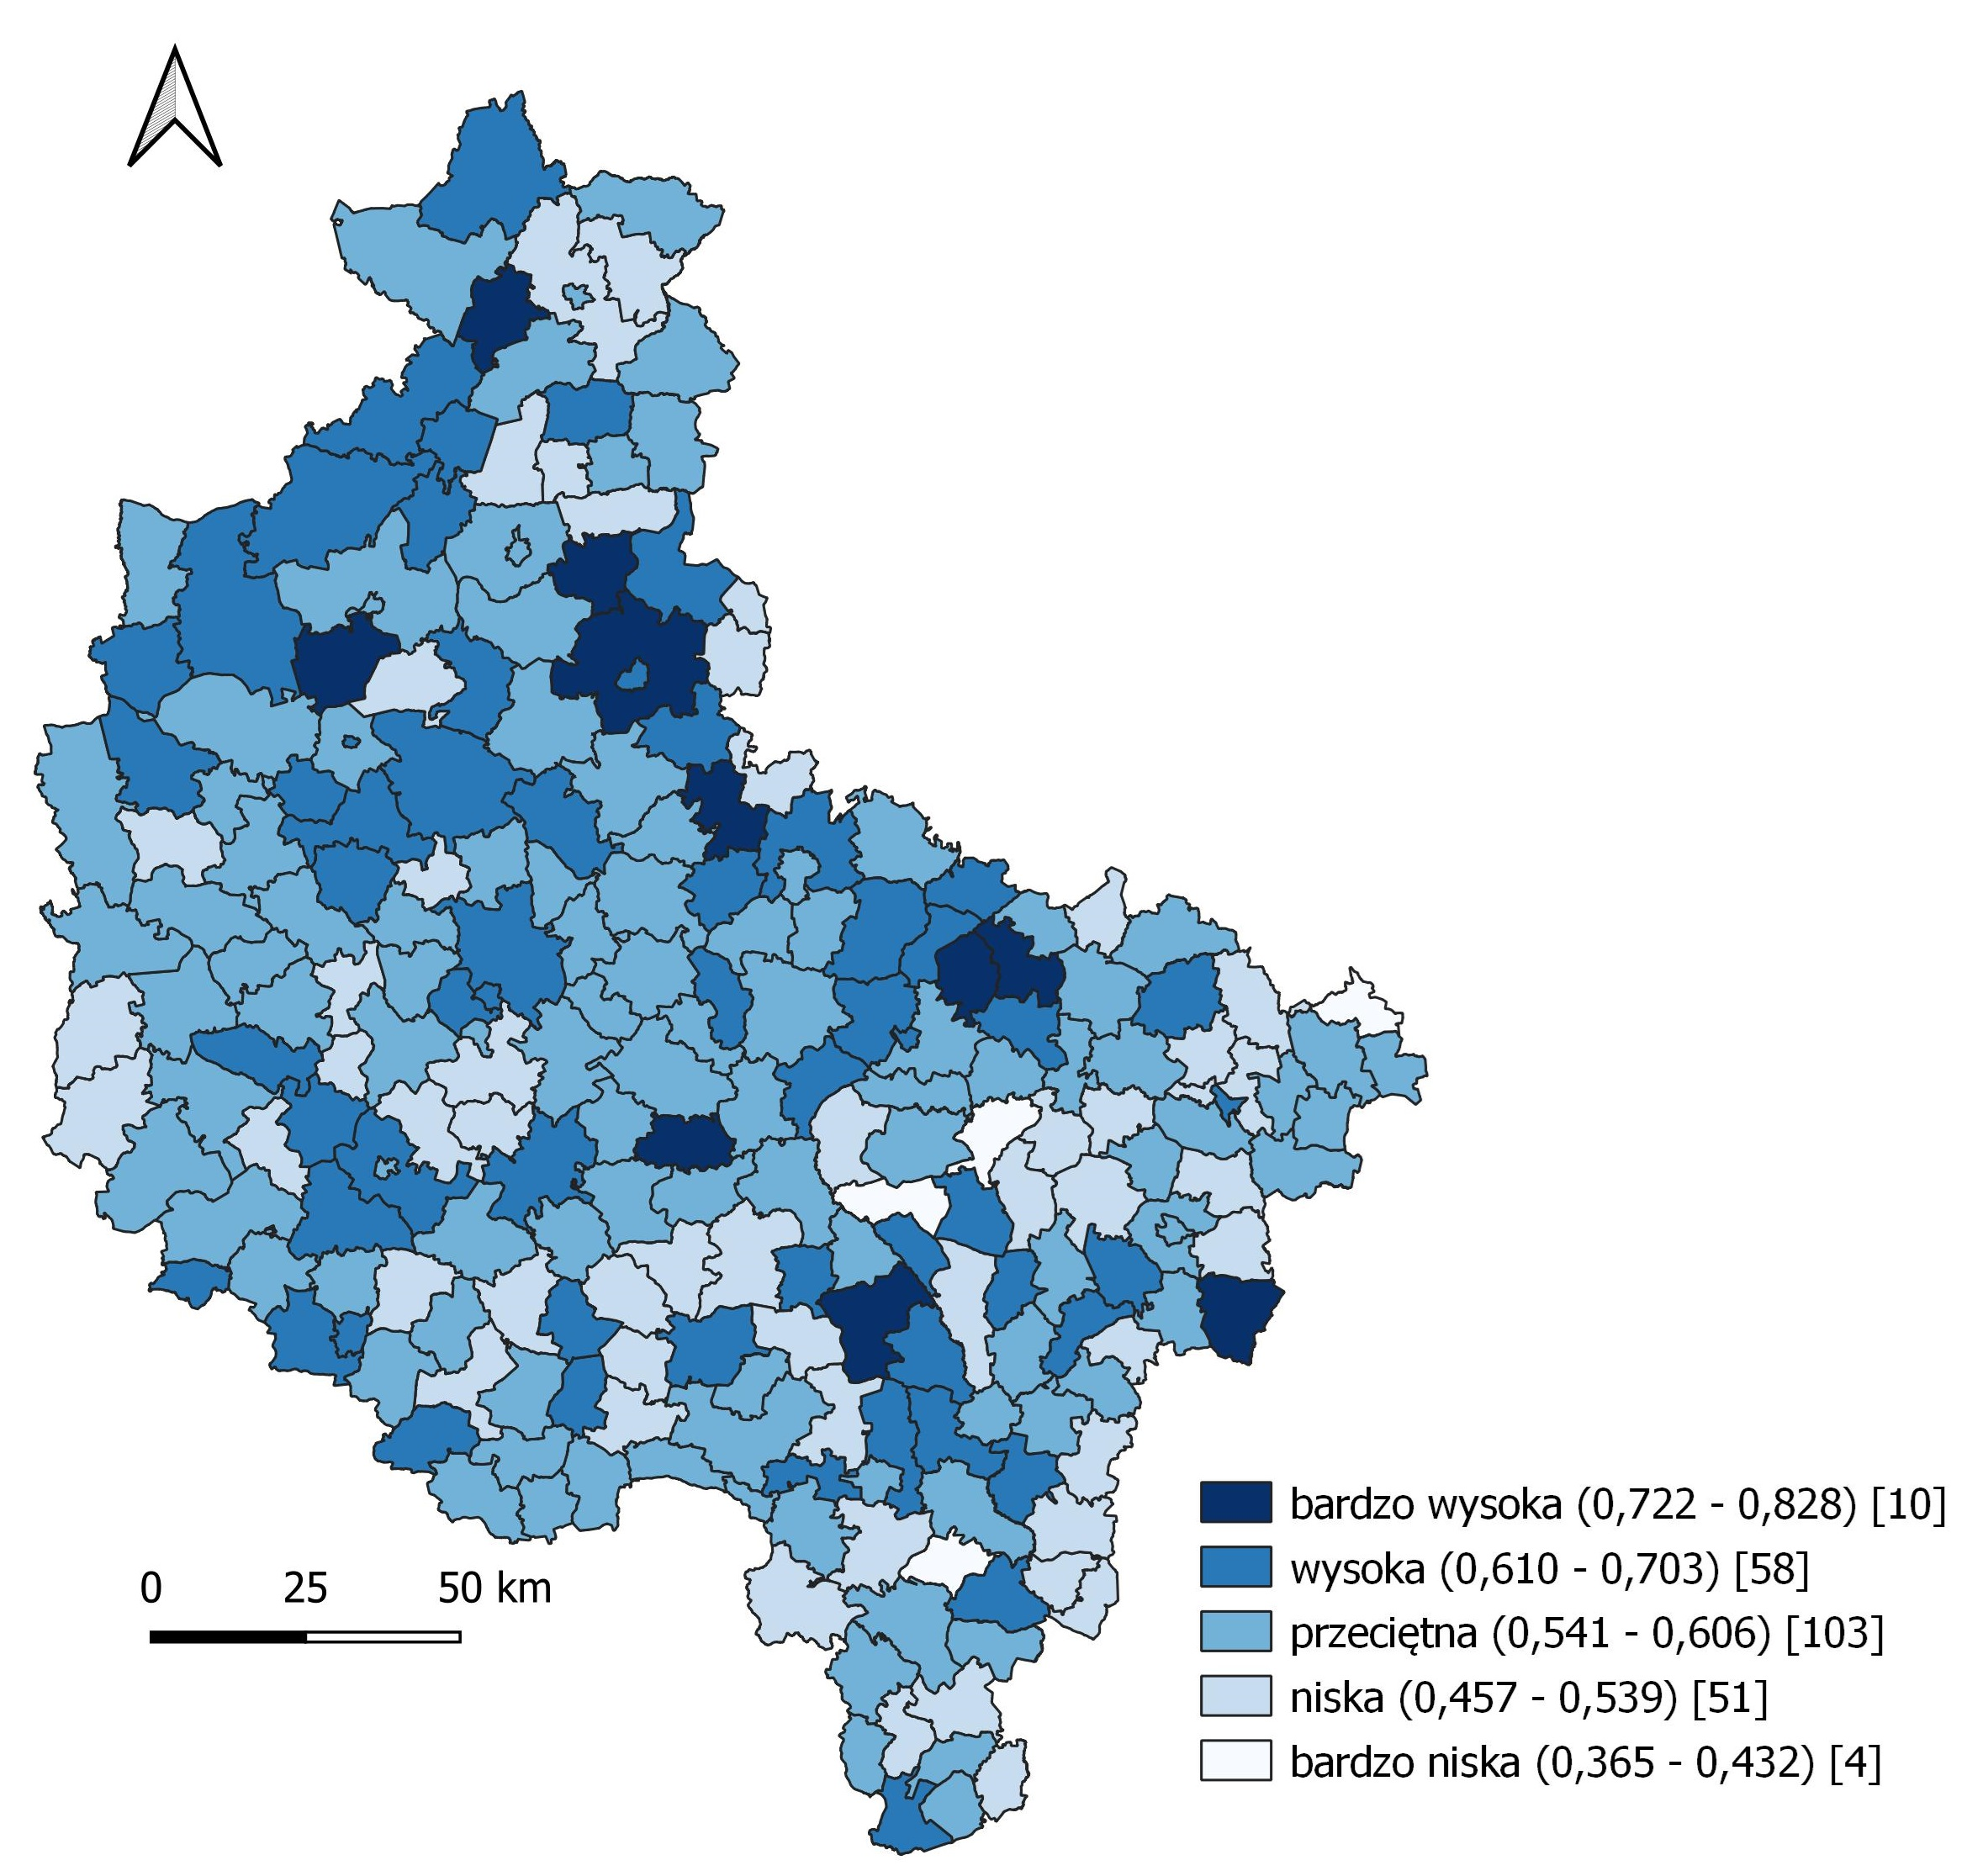 bardzo wysoka (0,722 - 0,828) [10]
wysoka (0,610 - 0,703) [58]
przeciętna (0,541 - 0,606) [103]
niska (0,457 - 0,539) [51]
bardzo niska (0,365 - 0,432) [4]
0 25 50 km